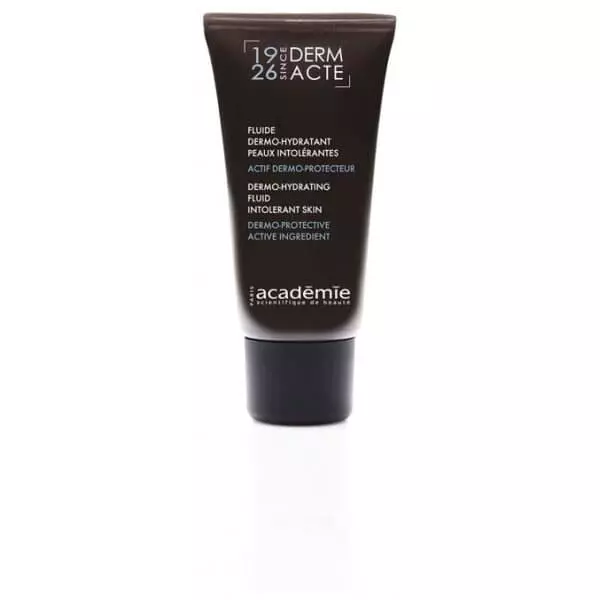 19 SINCE DERM
26 ACTE
FLUIDE
DERMO-HYDRATANT
PEAUX INTOLÉRANTES
ACTIF DERMO-PROTECTEUR
DERMO-HYDRATING
FLUID
INTOLERANT SKIN
DERMO-PROTECTIVE
ACTIVE INGREDIENT
PARIS
académie
scientifique de beauté